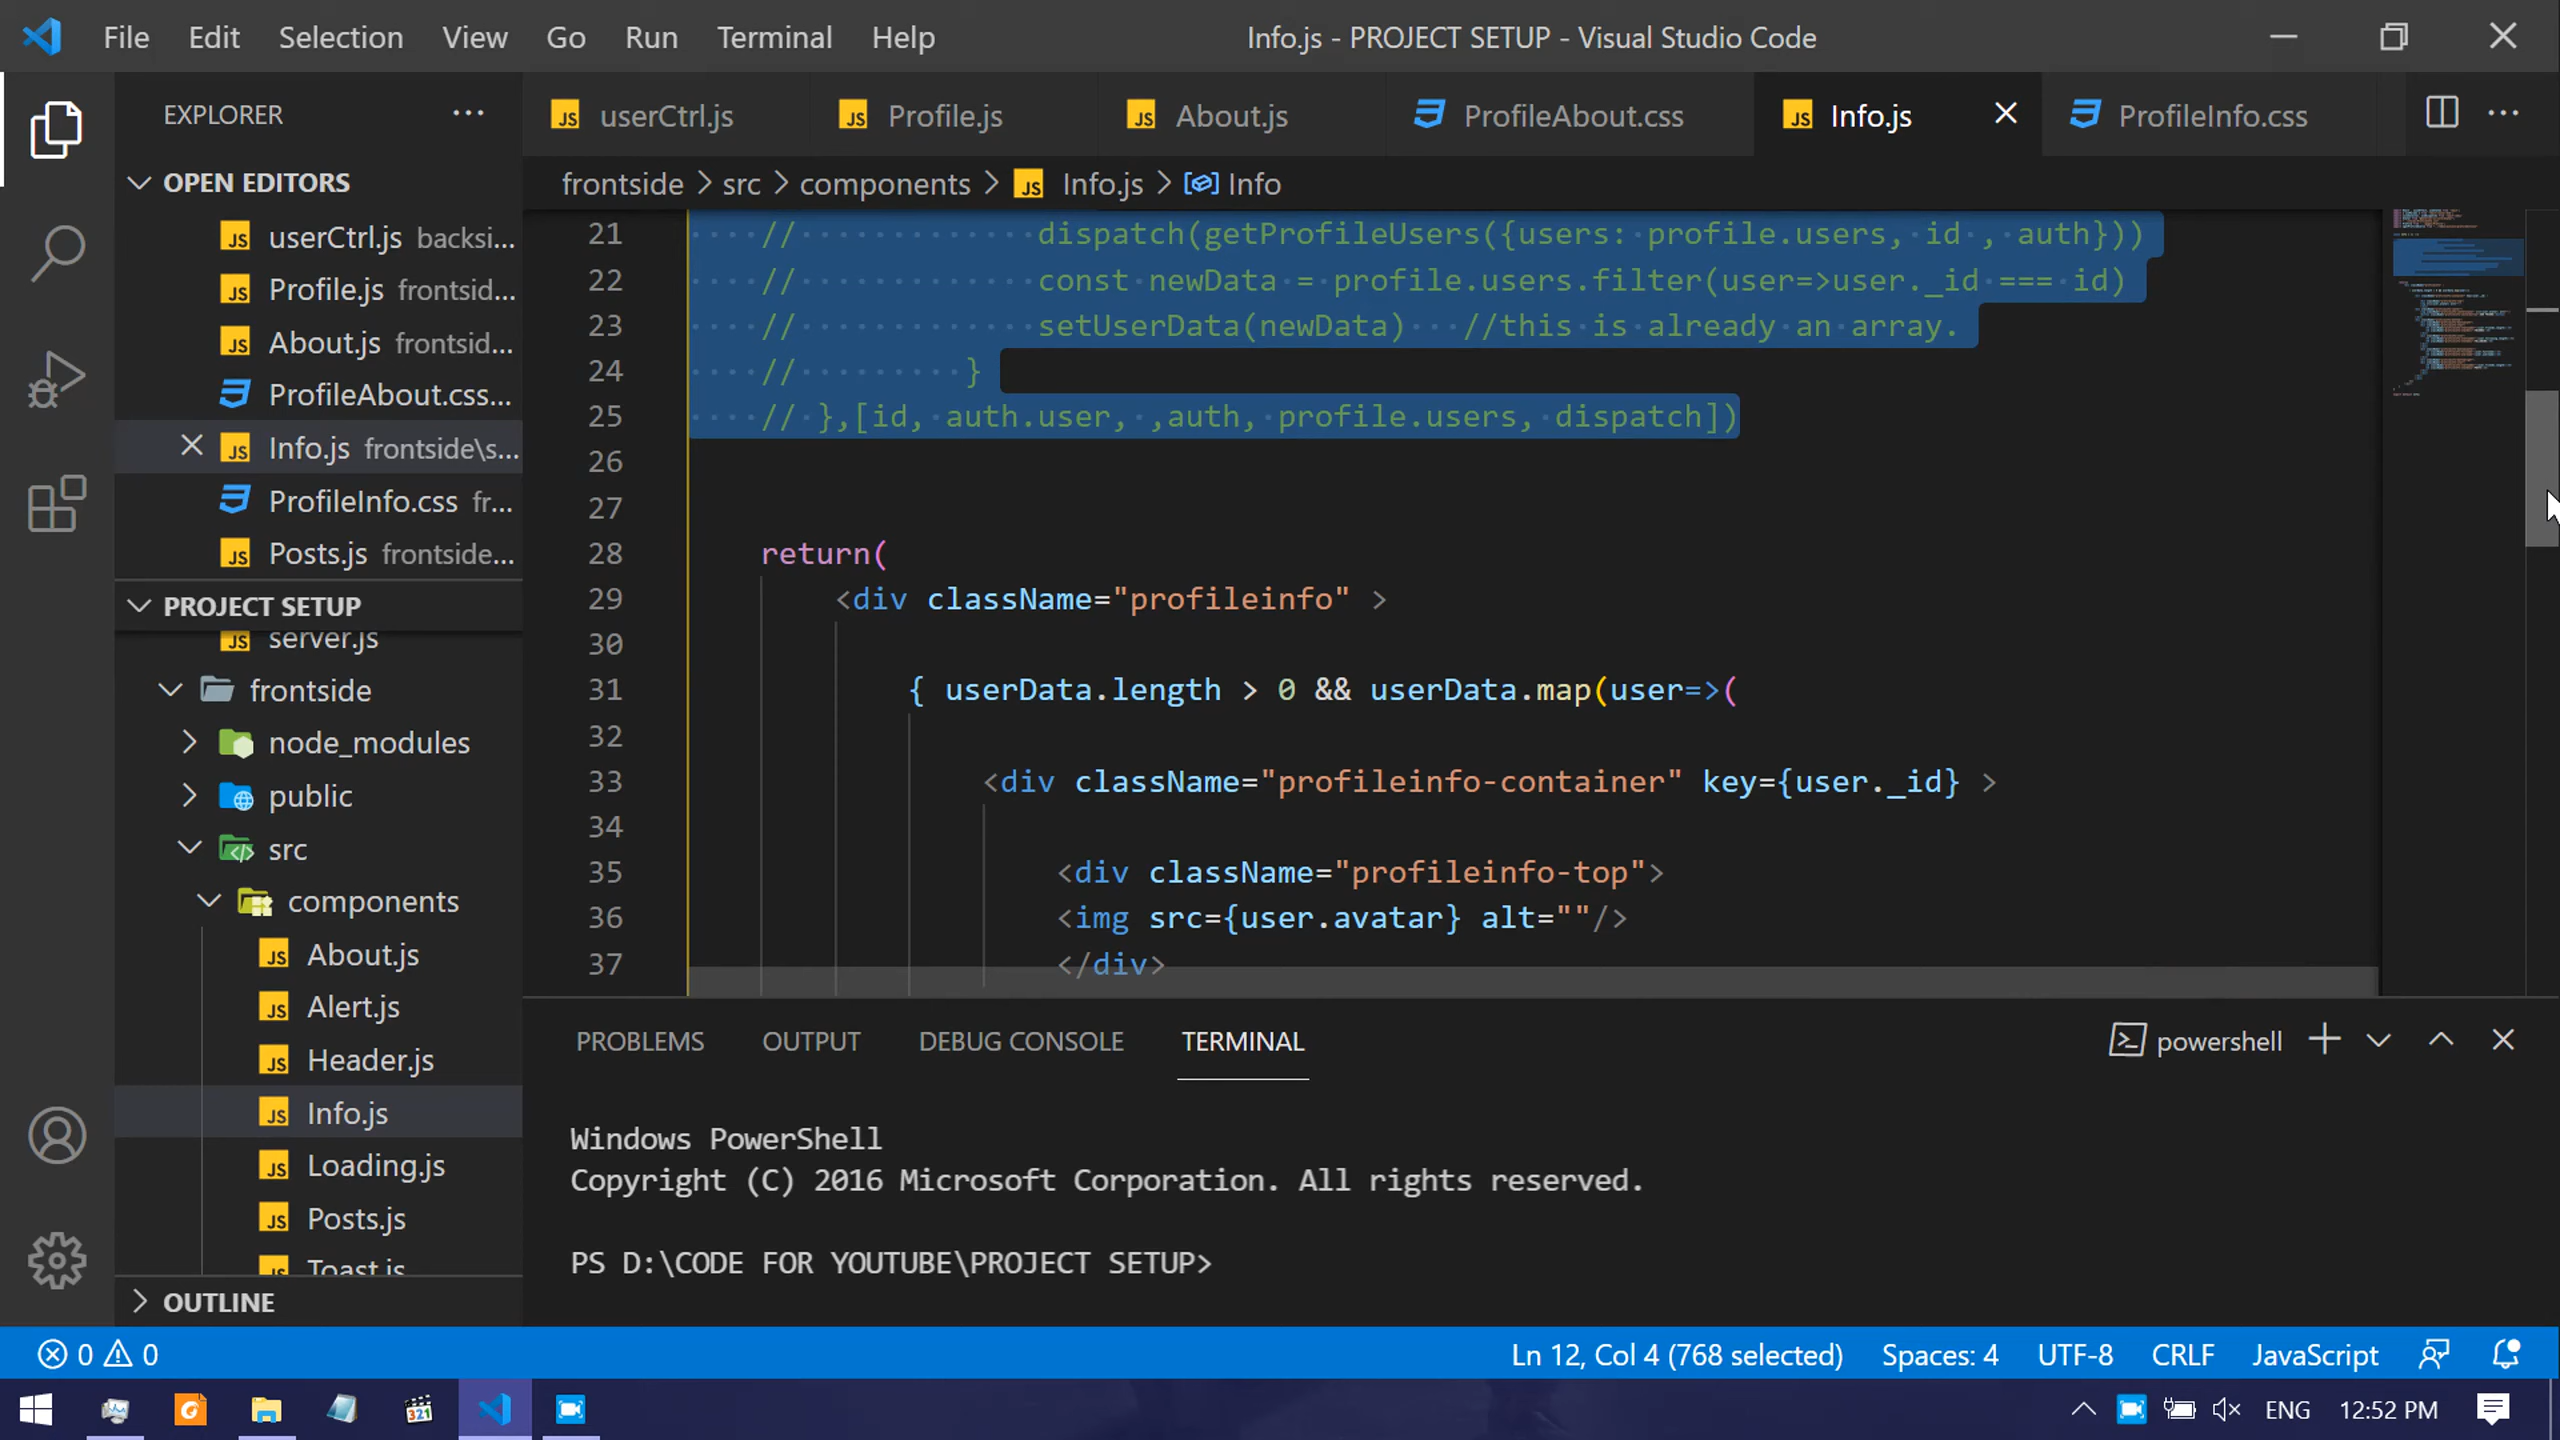 File Edit Selection View Go Run Terminal Help
Info.js - PROJECT SETUP - Visual Studio Code
EXPLORER
userCtrl.js
Profile.js
About.js
ProfileAbout.css
Info.js
ProfileInfo.css
OPEN EDITORS
userCtrl.js backsi...
Profile.js frontsid...
About.js frontsid...
ProfileAbout.css...
Info.js frontside\s...
ProfileInfo.css fr...
Posts.js frontside...
PROJECT SETUP
server.js
frontside
node_modules
public
src
components
About.js
Alert.js
Header.js
Info.js
Loading.js
Posts.js
Toast.js
OUTLINE
frontside > src > components > Info.js > Info
21 // dispatch(getProfileUsers({users: profile.users, id , auth}))
22 // const newData = profile.users.filter(user=>user._id === id)
23 // setUserData(newData) //this is already an array.
24 // }
25 // },[id, auth.user, ,auth, profile.users, dispatch])
26
27
28 return(
29 <div className="profileinfo" >
30
31 { userData.length > 0 && userData.map(user=>(
32
33 <div className="profileinfo-container" key={user._id} >
34
35 <div className="profileinfo-top">
36 <img src={user.avatar} alt=""/>
37 </div>
PROBLEMS OUTPUT DEBUG CONSOLE TERMINAL
powershell
Windows PowerShell
Copyright (C) 2016 Microsoft Corporation. All rights reserved.
PS D:\CODE FOR YOUTUBE\PROJECT SETUP>
0 0
Ln 12, Col 4 (768 selected) Spaces: 4 UTF-8 CRLF JavaScript
321
ENG 12:52 PM